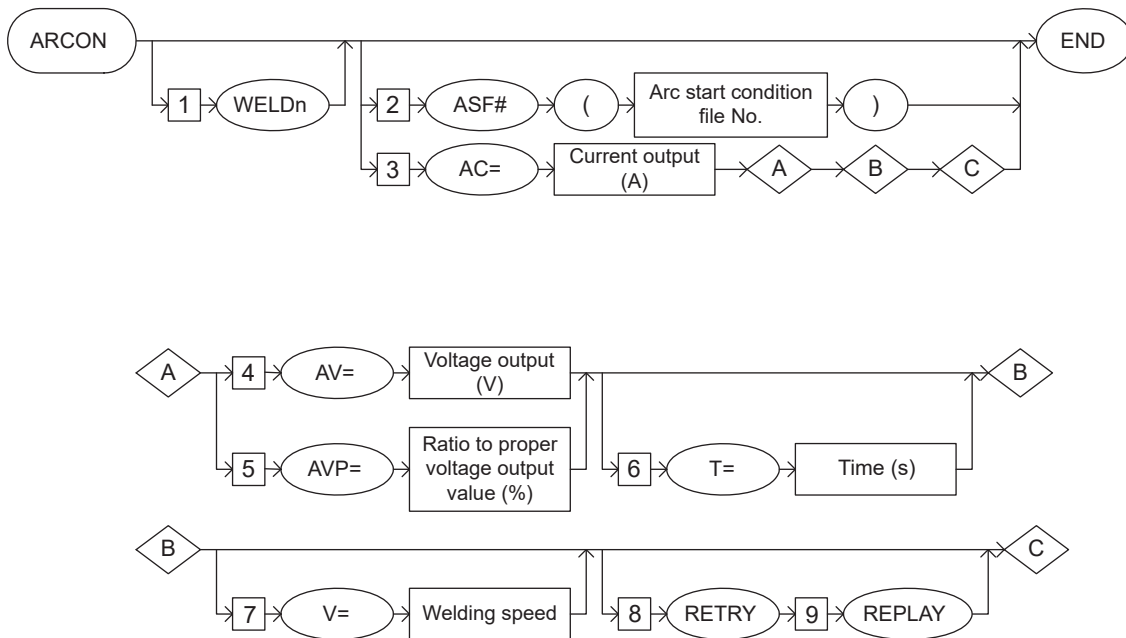 ARCON
END
1
WELDn
2
ASF#
(
Arc start condition
file No.
)
3
AC=
Current output
(A)
A
B
C
A
4
AV=
Voltage output
(V)
B
5
AVP=
Ratio to proper
voltage output
value (%)
6
T=
Time (s)
B
C
7
V=
Welding speed
8
RETRY
9
REPLAY